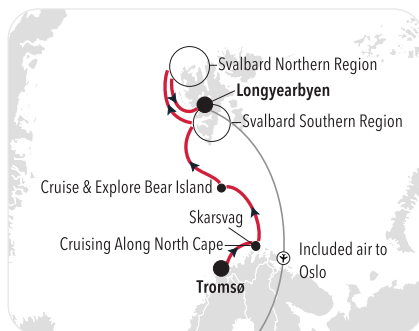 Svalbard Northern Region
Longyearbyen
Svalbard Southern Region
Cruise & Explore Bear Island
Skarsvag
Cruising Along North Cape
Included air to
Oslo
Tromsø